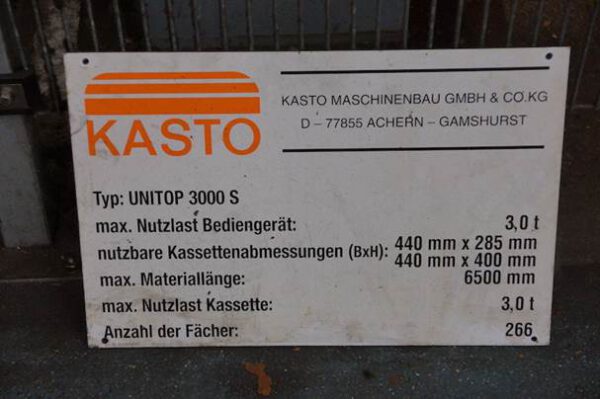 KASTO
KASTO MASCHINENBAU GMBH & CO.KG
D – 77855 ACHERN – GAMSHURST
Typ: UNITOP 3000 S
max. Nutzlast Bediengerät: 3,0 t
nutzbare Kassettenabmessungen (BxH): 440 mm x 285 mm
440 mm x 400 mm
max. Materiallänge: 6500 mm
max. Nutzlast Kassette: 3,0 t
Anzahl der Fächer: 266